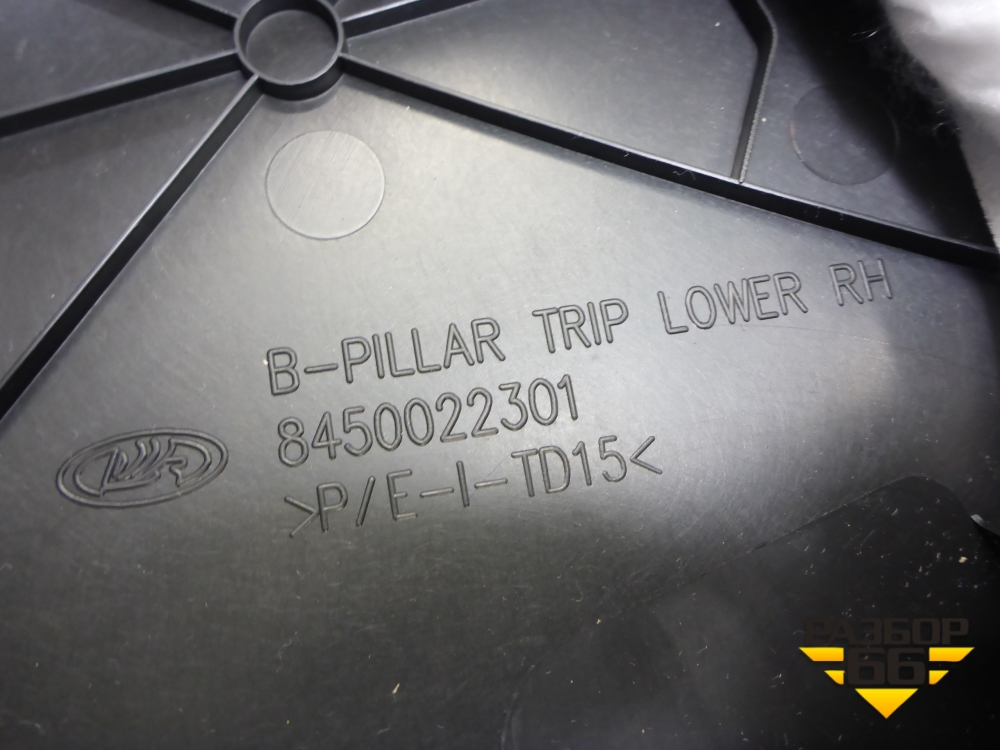 B-PILLAR TRIP LOWER RH
8450022301
>P/E-I-TD15<
РАЗБОР
66